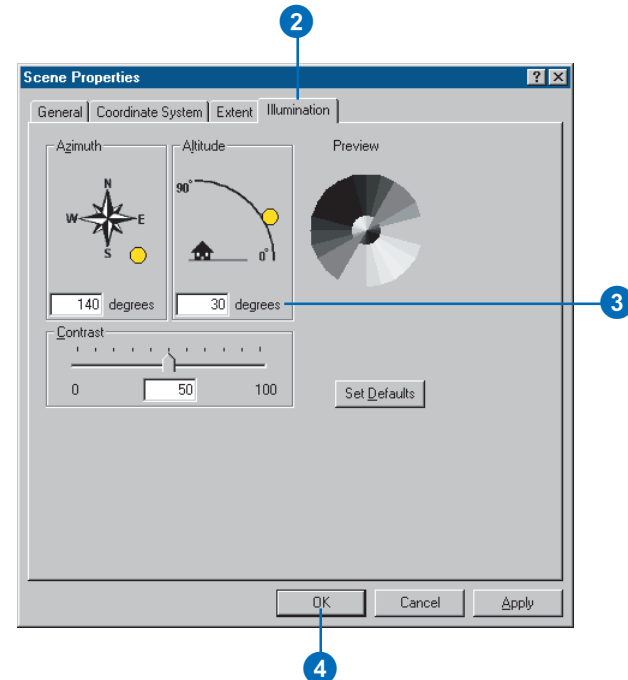 2
Scene Properties
? ×
General Coordinate System Extent Illumination
Azimuth Altitude Preview
N
W E
S
90°
0°
140 degrees 30 degrees
3
Contrast
0 50 100
Set Defaults
OK Cancel Apply
4